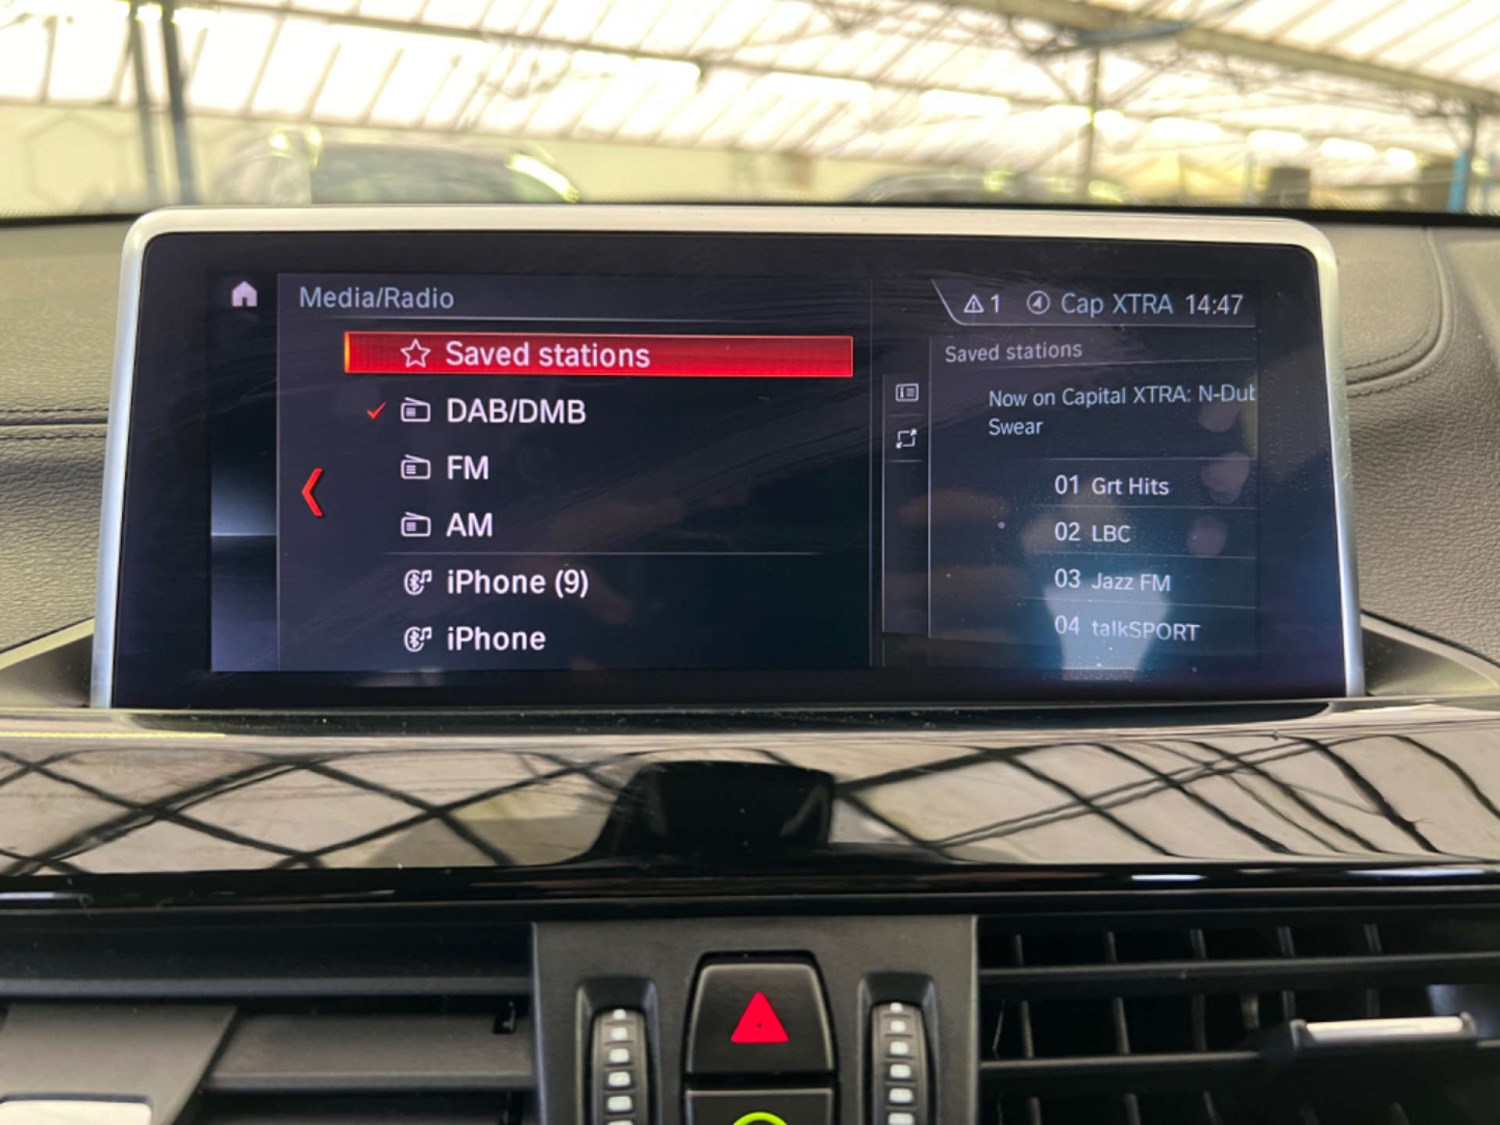 Media/Radio
1 Cap XTRA 14:47
Saved stations
DAB/DMB
FM
AM
iPhone (9)
iPhone
Saved stations
Now on Capital XTRA: N-Dub
Swear
01 Grt Hits
02 LBC
03 Jazz FM
04 talkSPORT